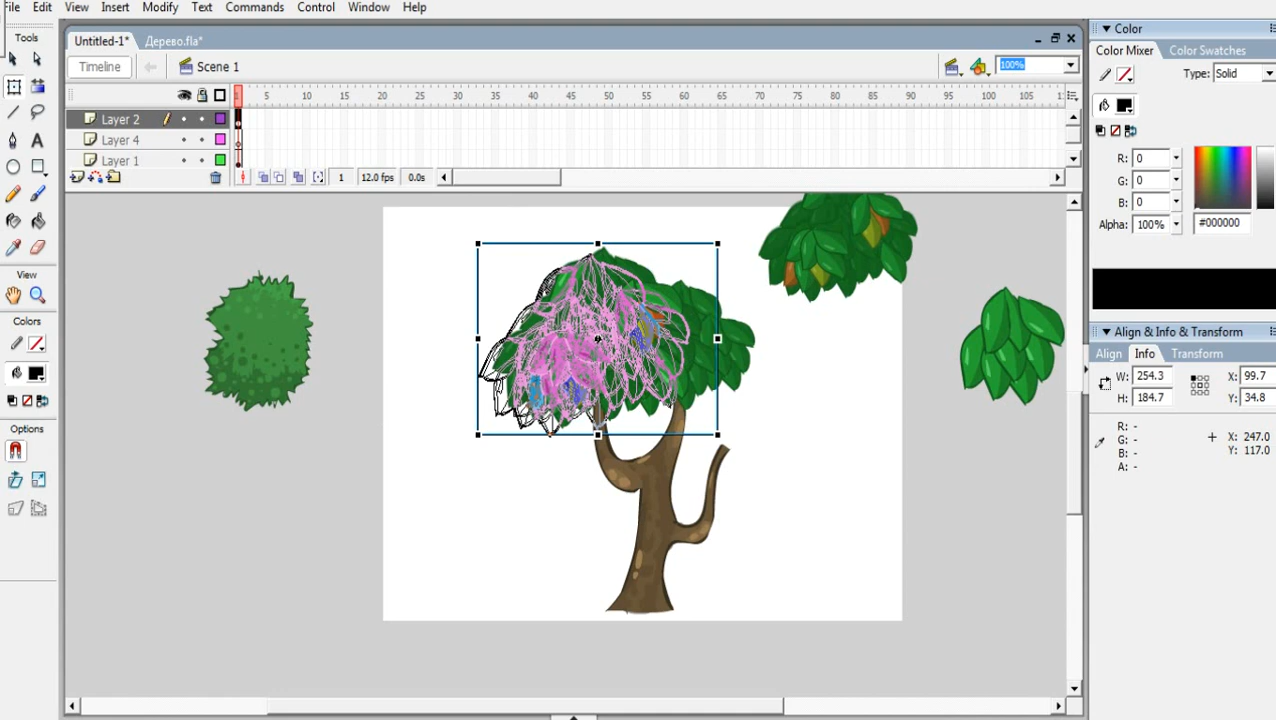 File Edit View Insert Modify Text Commands Control Window Help
Tools
View
Colors
Options
Untitled-1* Дерево.fla*
Timeline Scene 1 100%
1 5 10 15 20 25 30 35 40 45 50 55 60 65 70 75 80 85 90 95 100 105 11
Layer 2
Layer 4
Layer 1
1 12.0 fps 0.0s
Color
Color Mixer Color Swatches
Type: Solid
R: 0
G: 0
B: 0
Alpha: 100% #000000
Align & Info & Transform
Align Info Transform
W: 254.3 X: 99.7
H: 184.7 Y: 34.8
R: -
G: - X: 247.0
B: - Y: 117.0
A: -